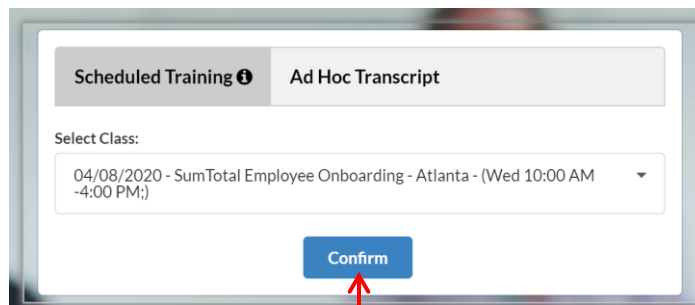 Scheduled Training Ad Hoc Transcript
Select Class:
04/08/2020 - SumTotal Employee Onboarding - Atlanta - (Wed 10:00 AM
-4:00 PM;)
Confirm